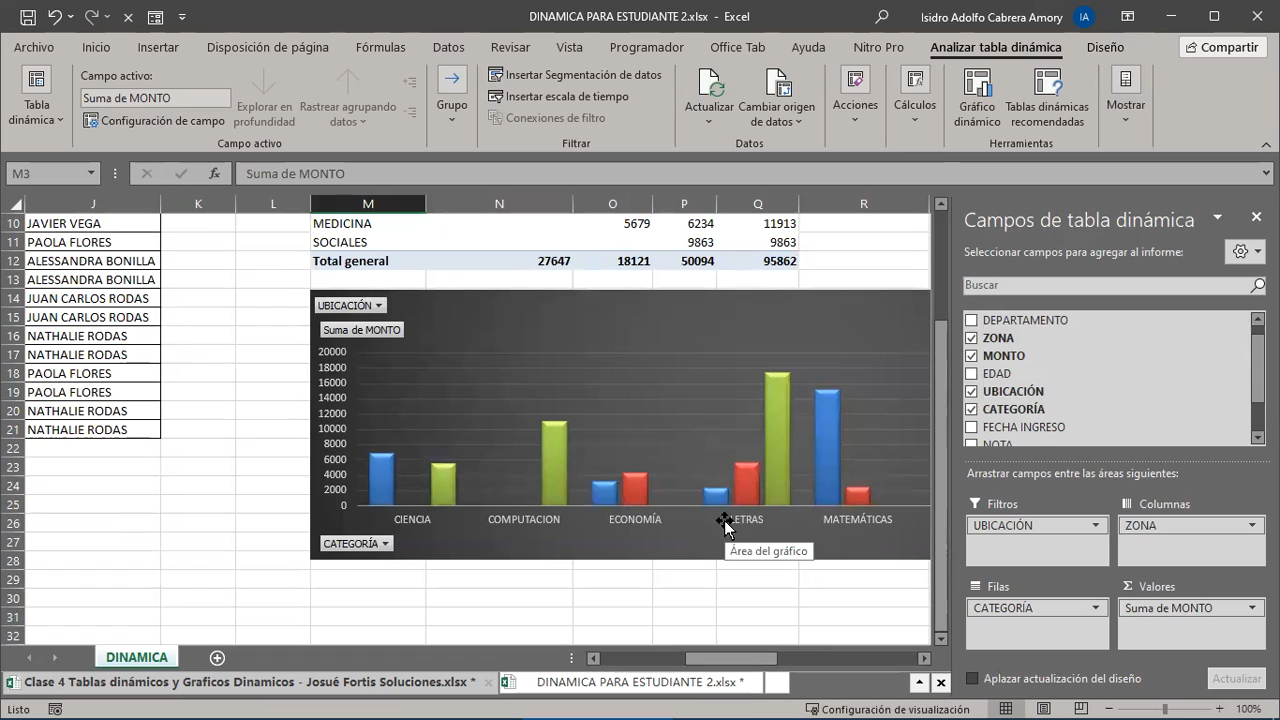 DINAMICA PARA ESTUDIANTE 2.xlsx - Excel
Isidro Adolfo Cabrera Amory
IA
Archivo Inicio Insertar Disposición de página Fórmulas Datos Revisar Vista Programador Office Tab Ayuda Nitro Pro Analizar tabla dinámica Diseño Compartir
Tabla dinámica
Campo activo:
Suma de MONTO
Configuración de campo
Explorar en profundidad
Rastrear agrupando datos
Campo activo
Grupo
Insertar Segmentación de datos
Insertar escala de tiempo
Conexiones de filtro
Filtrar
Actualizar
Cambiar origen de datos
Datos
Acciones
Cálculos
Gráfico dinámico
Tablas dinámicas recomendadas
Herramientas
Mostrar
M3 fx Suma de MONTO
J K L M N O P Q R
10 JAVIER VEGA MEDICINA 5679 6234 11913
11 PAOLA FLORES SOCIALES 9863 9863
12 ALESSANDRA BONILLA Total general 27647 18121 50094 95862
13 ALESSANDRA BONILLA
14 JUAN CARLOS RODAS
15 JUAN CARLOS RODAS
16 NATHALIE RODAS
17 NATHALIE RODAS
18 PAOLA FLORES
19 PAOLA FLORES
20 NATHALIE RODAS
21 NATHALIE RODAS
22
23
24
25
26
27
28
29
30
31
32
UBICACIÓN
Suma de MONTO
20000
18000
16000
14000
12000
10000
8000
6000
4000
2000
0
CIENCIA COMPUTACION ECONOMÍA LETRAS MATEMÁTICAS
CATEGORÍA
Área del gráfico
Campos de tabla dinámica
Seleccionar campos para agregar al informe:
Buscar
DEPARTAMENTO
ZONA
MONTO
EDAD
UBICACIÓN
CATEGORÍA
FECHA INGRESO
NOTA
Arrastrar campos entre las áreas siguientes:
Filtros Columnas
UBICACIÓN ZONA
Filas Σ Valores
CATEGORÍA Suma de MONTO
Aplazar actualización del diseño Actualizar
DINAMICA
Clase 4 Tablas dinámicos y Graficos Dinamicos - Josué Fortis Soluciones.xlsx * DINAMICA PARA ESTUDIANTE 2.xlsx *
Listo Configuración de visualización 100%